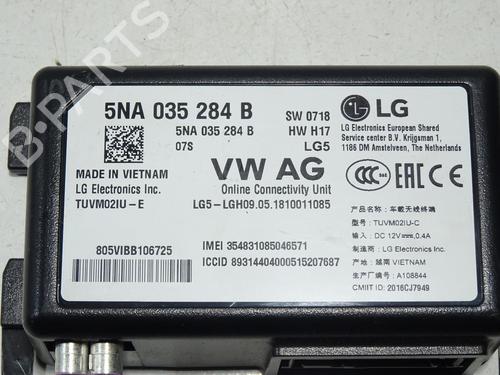 5NA 035 284 B
5NA 035 284 B
07S
SW 0718
HW H17
LG5
LG
LG Electronics European Shared
Service center B.V. Krijgsman 1,
1186 DM Amstelveen, The Netherlands
MADE IN VIETNAM
LG Electronics Inc.
TUVM02IU-E
VW AG
Online Connectivity Unit
LG5-LGH09.05.1810011085
CCC
EAC
805VIBB106725
IMEI 354831085046571
ICCID 89314404000515207687
产品名称: 车载无线终端
型号: TUVM02IU-C
输入: DC 12V, 0.4A
制造商: LG Electronics Inc.
产地: 越南 VIETNAM
生产厂编号: A108844
CMIIT ID: 2016CJ7949
B-PARTS